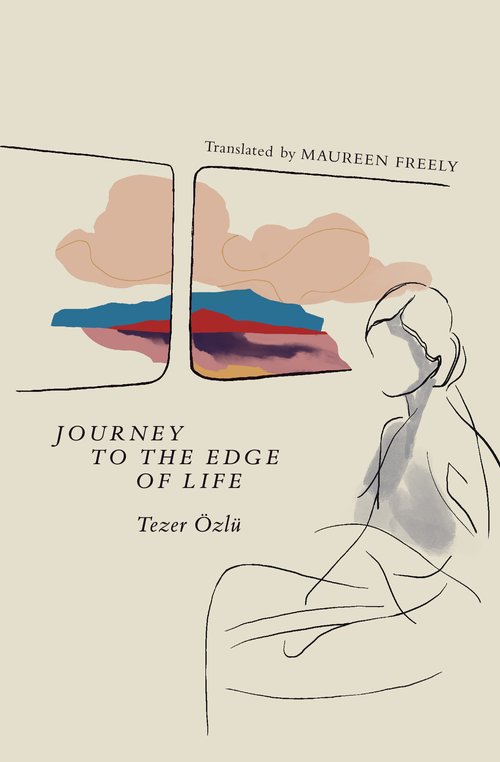 Translated by MAUREEN FREELY
JOURNEY
TO THE EDGE
OF LIFE
Tezer Özlü